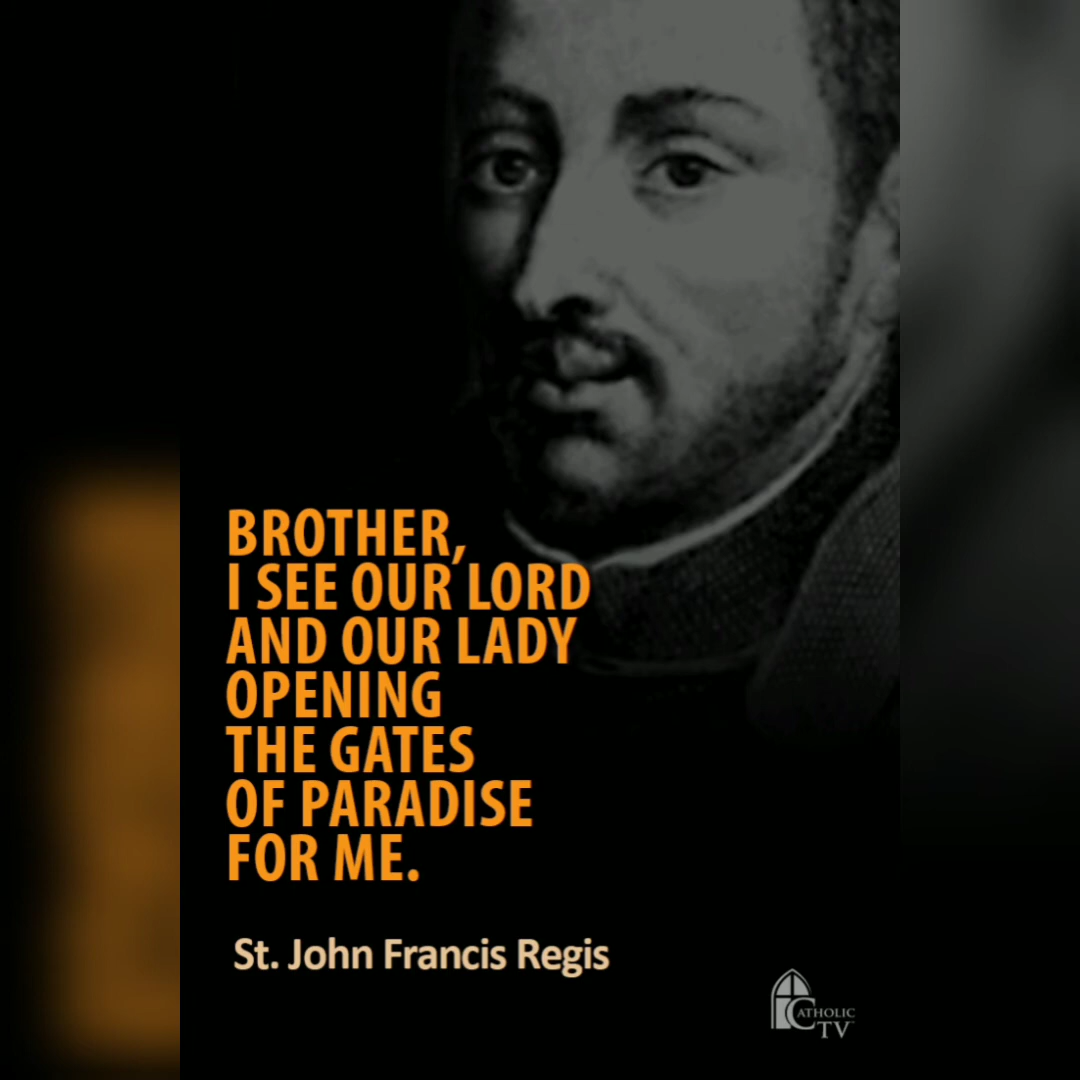 BROTHER,
I SEE OUR LORD
AND OUR LADY
OPENING
THE GATES
OF PARADISE
FOR ME.
St. John Francis Regis
CATHOLIC
TV